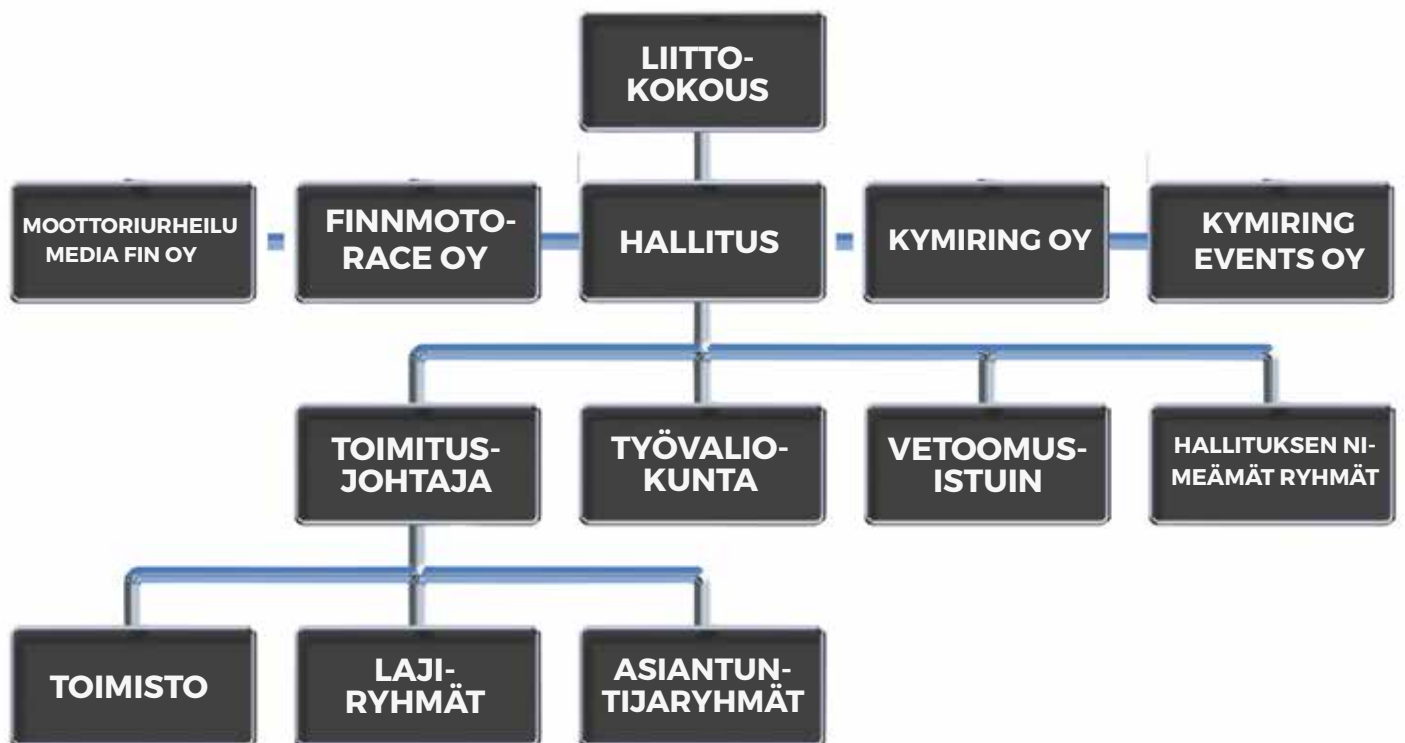 LIITTO-
KOKOUS
MOOTTORIURHEILU
MEDIA FIN OY
FINNMOTO-
RACE OY
HALLITUS
KYMIRING OY
KYMIRING
EVENTS OY
TOIMITUS-
JOHTAJA
TYÖVALIO-
KUNTA
VETOOMUS-
ISTUIN
HALLITUKSEN NI-
MEÄMÄT RYHMÄT
TOIMISTO
LAJI-
RYHMÄT
ASIANTUN-
TIJARYHMÄT